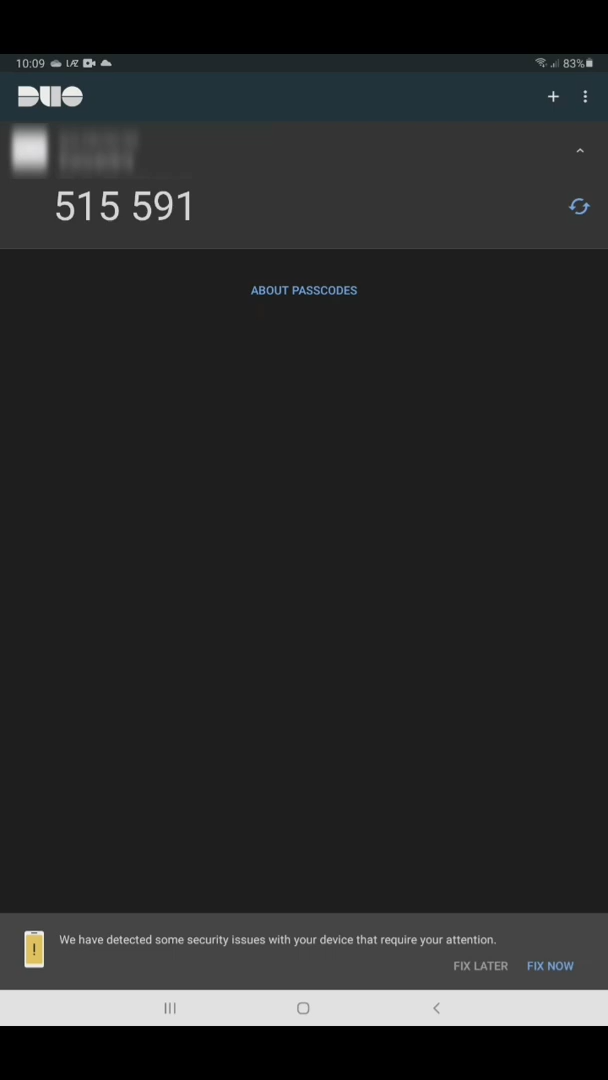 10:09 83%
DUO
515 591
ABOUT PASSCODES
We have detected some security issues with your device that require your attention.
FIX LATER FIX NOW